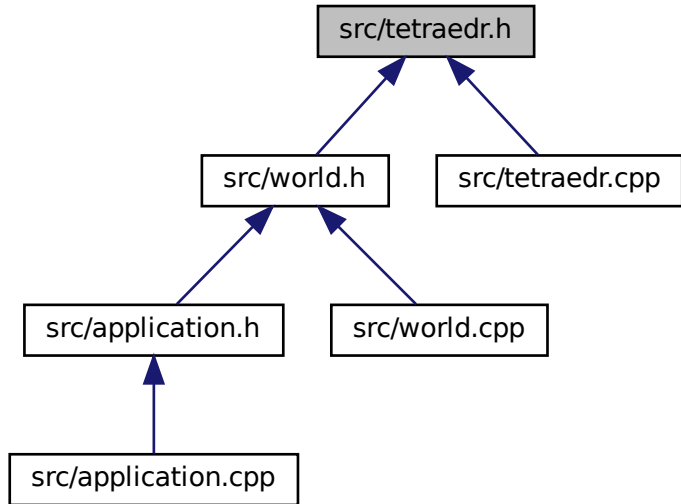 src/tetraedr.h
src/world.h
src/tetraedr.cpp
src/application.h
src/world.cpp
src/application.cpp